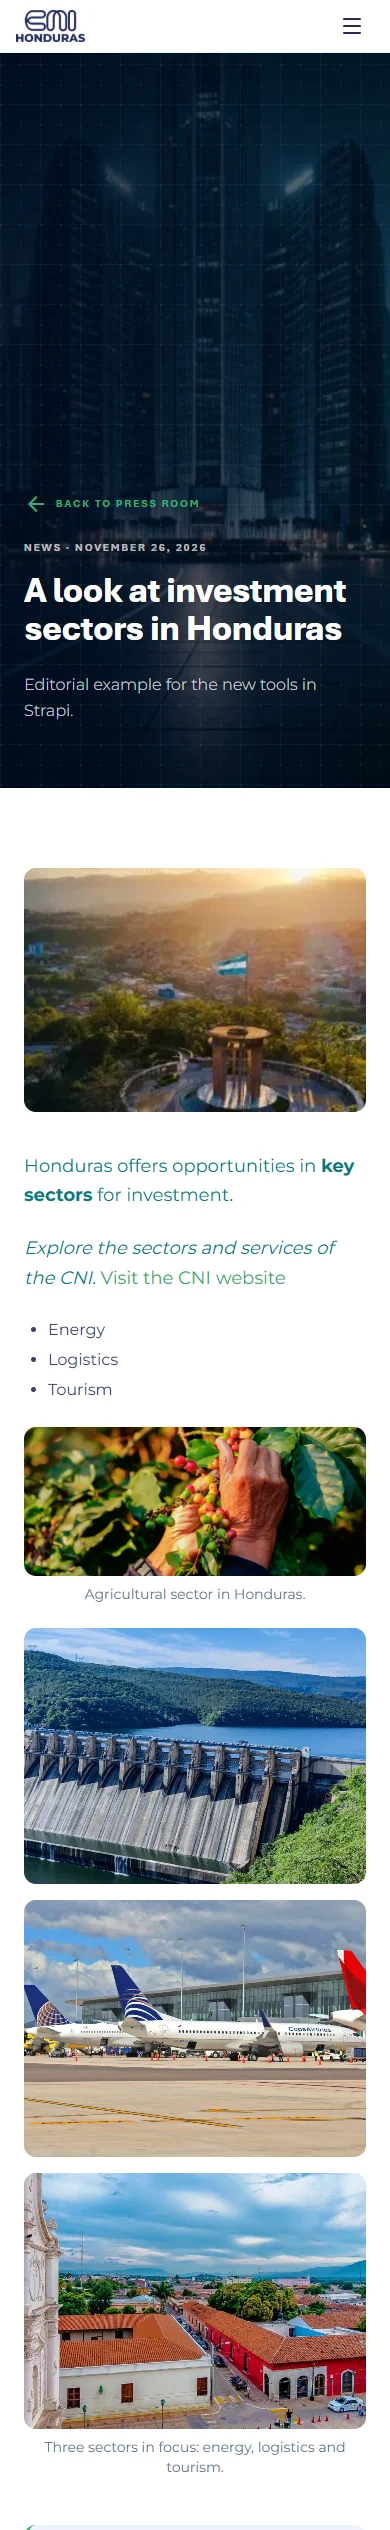 CNI
HONDURAS
BACK TO PRESS ROOM
NEWS · NOVEMBER 26, 2026
A look at investment
sectors in Honduras
Editorial example for the new tools in
Strapi.
Honduras offers opportunities in key
sectors for investment.
Explore the sectors and services of
the CNI. Visit the CNI website
• Energy
• Logistics
• Tourism
Agricultural sector in Honduras.
CopaAirlines
Three sectors in focus: energy, logistics and
tourism.